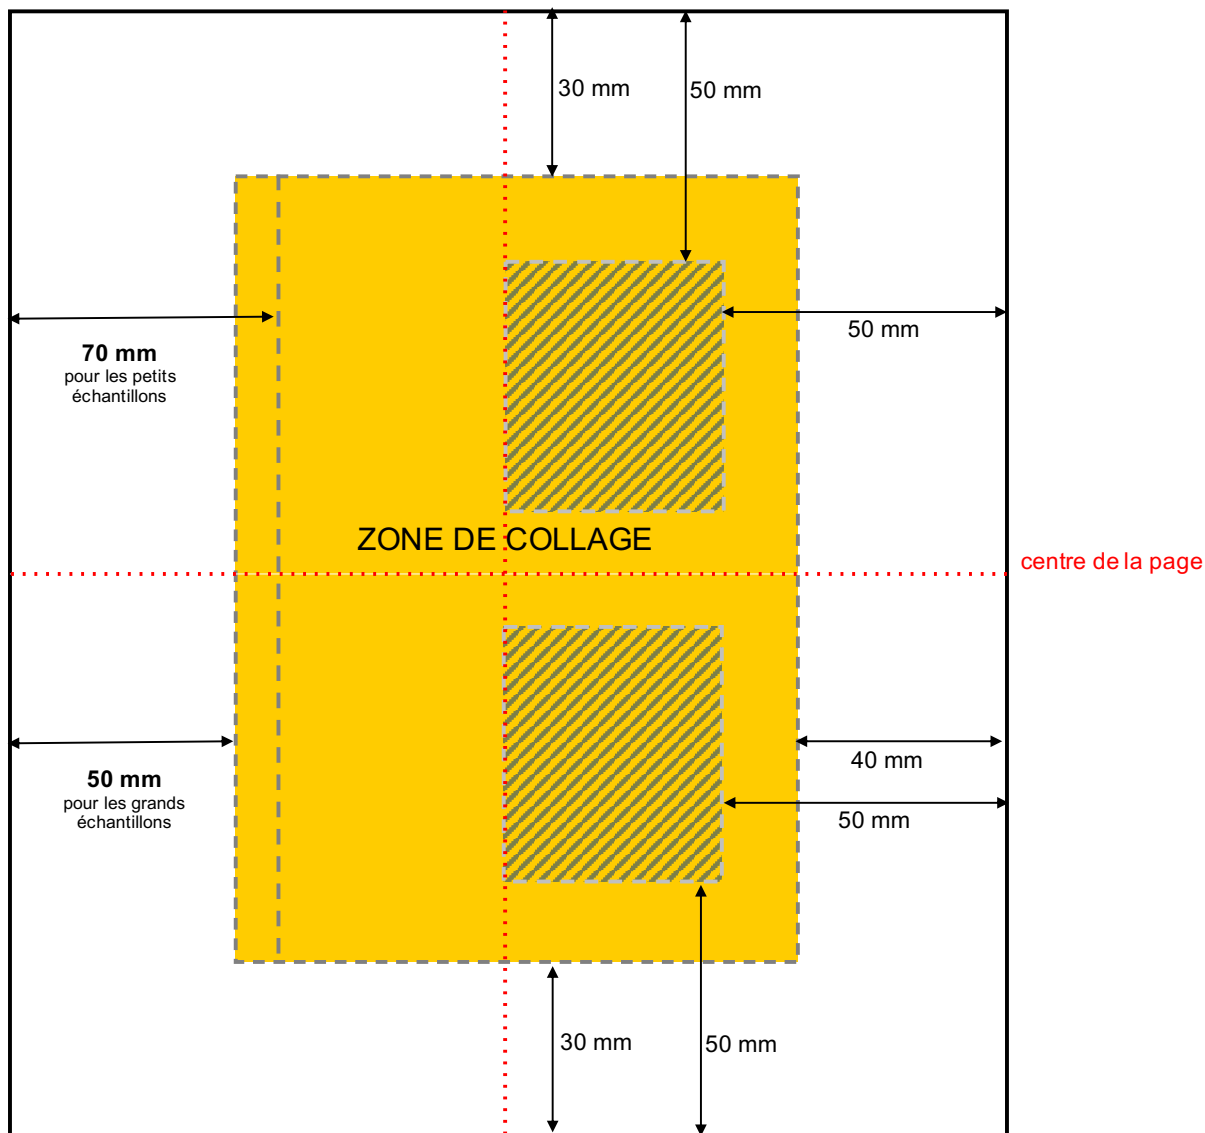 30 mm
50 mm
50 mm
70 mm
pour les petits
échantillons
ZONE DE COLLAGE
centre de la page
40 mm
50 mm
pour les grands
échantillons
50 mm
30 mm
50 mm